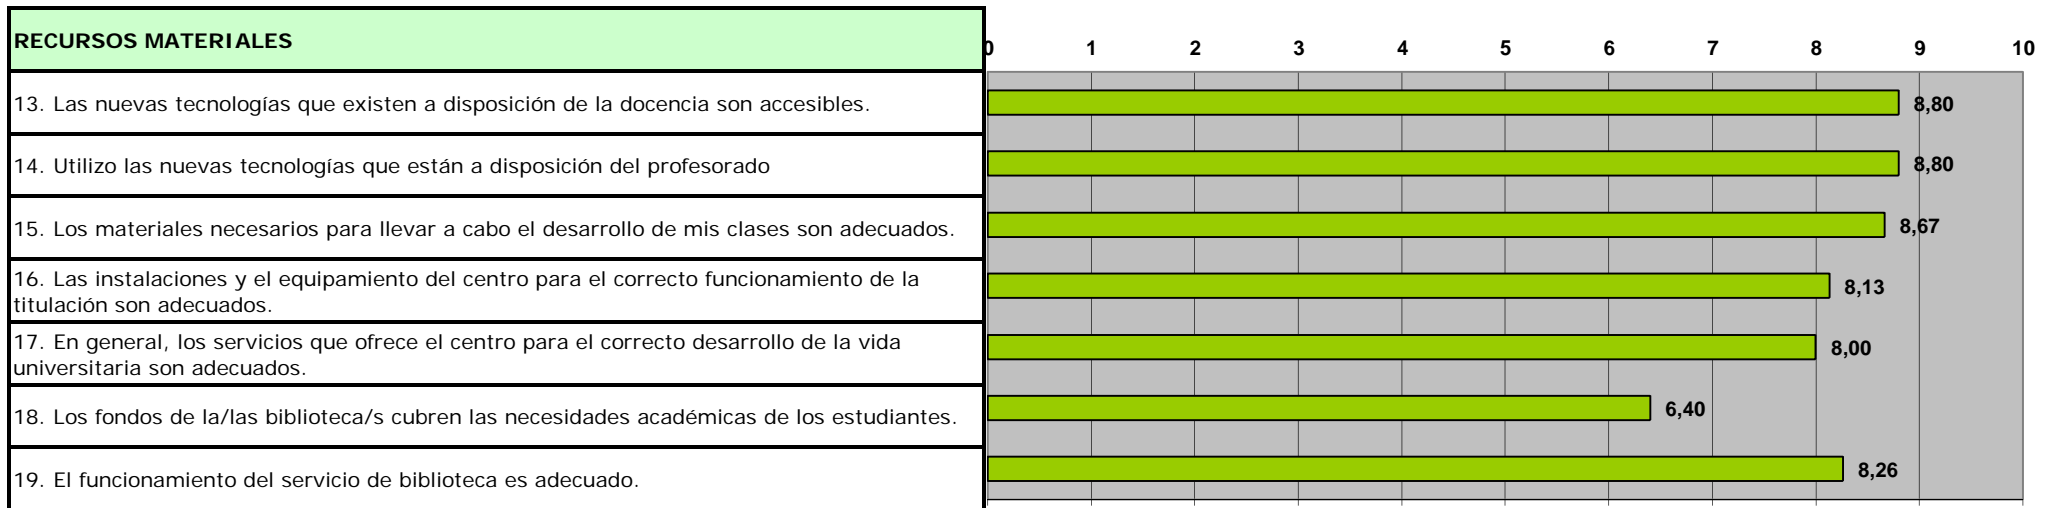 RECURSOS MATERIALES
0 1 2 3 4 5 6 7 8 9 10
13. Las nuevas tecnologías que existen a disposición de la docencia son accesibles.
8,80
14. Utilizo las nuevas tecnologías que están a disposición del profesorado
8,80
15. Los materiales necesarios para llevar a cabo el desarrollo de mis clases son adecuados.
8,67
16. Las instalaciones y el equipamiento del centro para el correcto funcionamiento de la
titulación son adecuados.
8,13
17. En general, los servicios que ofrece el centro para el correcto desarrollo de la vida
universitaria son adecuados.
8,00
18. Los fondos de la/las biblioteca/s cubren las necesidades académicas de los estudiantes.
6,40
19. El funcionamiento del servicio de biblioteca es adecuado.
8,26